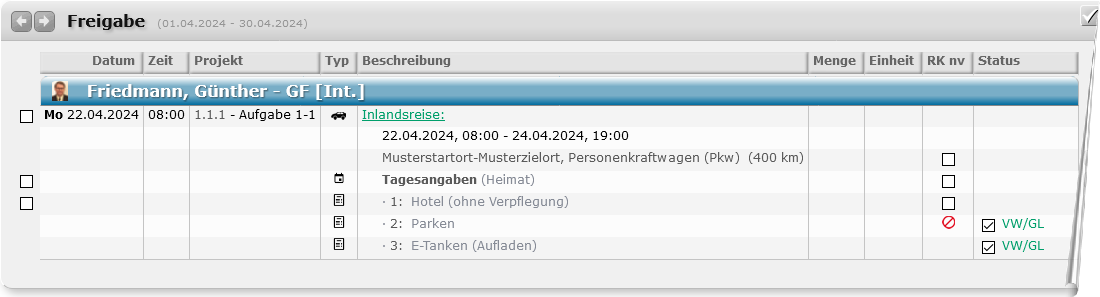 Freigabe (01.04.2024 - 30.04.2024)
Datum Zeit Projekt Typ Beschreibung Menge Einheit RK nv Status
Friedmann, Günther - GF [Int.]
Mo 22.04.2024 08:00 1.1.1 - Aufgabe 1-1 Inlandsreise:
22.04.2024, 08:00 - 24.04.2024, 19:00
Musterstartort-Musterzielort, Personenkraftwagen (Pkw) (400 km)
Tagesangaben (Heimat)
· 1: Hotel (ohne Verpflegung)
· 2: Parken VW/GL
· 3: E-Tanken (Aufladen) VW/GL